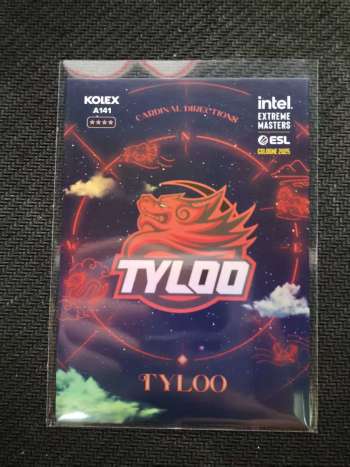 KOLEX
A141
★★★★
CARDINAL DIRECTIONS
intel
EXTREME
MASTERS
ESL
COLOGNE 2025
TYLOO
TYLOO